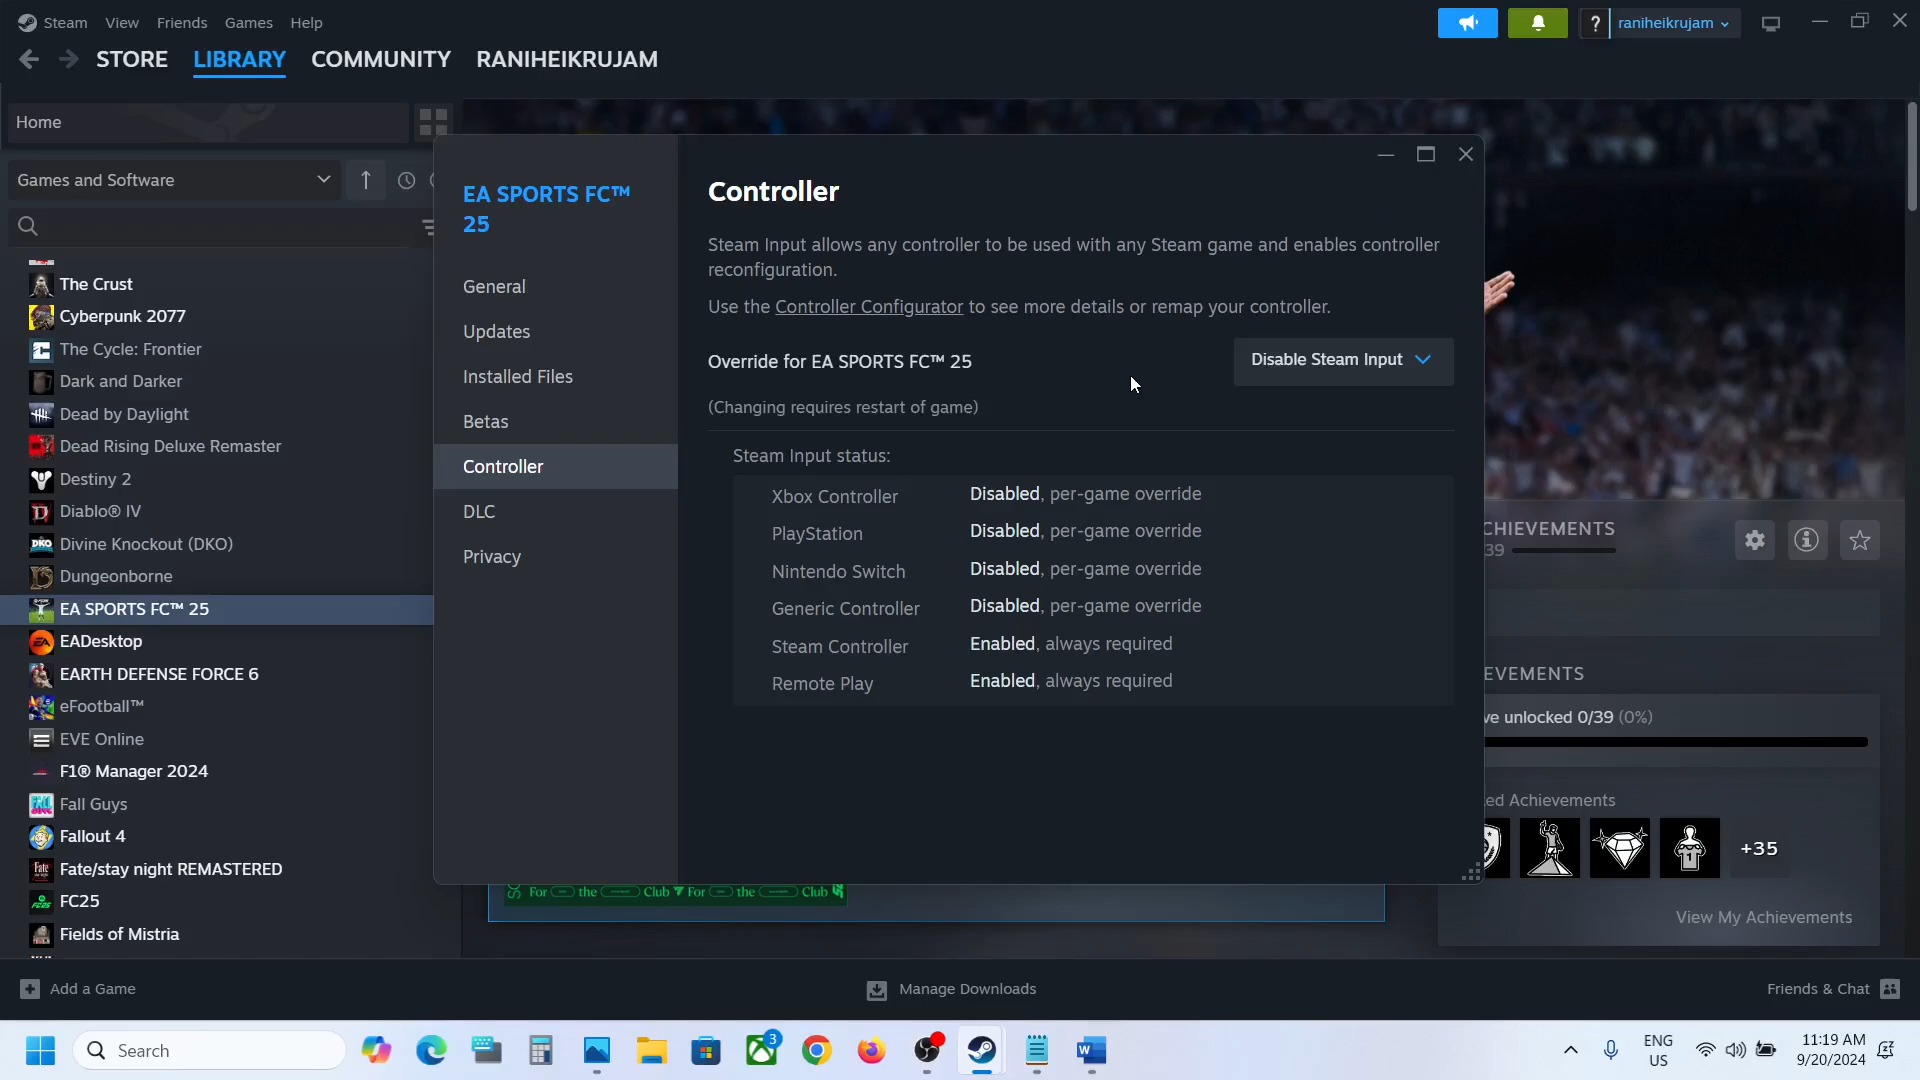 Steam View Friends Games Help
? raniheikrujam
STORE LIBRARY COMMUNITY RANIHEIKRUJAM
Home
Games and Software
The Crust
Cyberpunk 2077
The Cycle: Frontier
Dark and Darker
Dead by Daylight
Dead Rising Deluxe Remaster
Destiny 2
Diablo® IV
Divine Knockout (DKO)
Dungeonborne
EA SPORTS FC™ 25
EADesktop
EARTH DEFENSE FORCE 6
eFootball™
EVE Online
F1® Manager 2024
Fall Guys
Fallout 4
Fate/stay night REMASTERED
FC25
Fields of Mistria
EA SPORTS FC™
25
General
Updates
Installed Files
Betas
Controller
DLC
Privacy
Controller
Steam Input allows any controller to be used with any Steam game and enables controller
reconfiguration.
Use the Controller Configurator to see more details or remap your controller.
Override for EA SPORTS FC™ 25 Disable Steam Input
(Changing requires restart of game)
Steam Input status:
Xbox Controller Disabled, per-game override
PlayStation Disabled, per-game override
Nintendo Switch Disabled, per-game override
Generic Controller Disabled, per-game override
Steam Controller Enabled, always required
Remote Play Enabled, always required
CHIEVEMENTS
39
EVEMENTS
ve unlocked 0/39 (0%)
ed Achievements
+35
View My Achievements
For the Club For the Club
Add a Game
Manage Downloads
Friends & Chat
Search
3
ENG
US
11:19 AM
9/20/2024